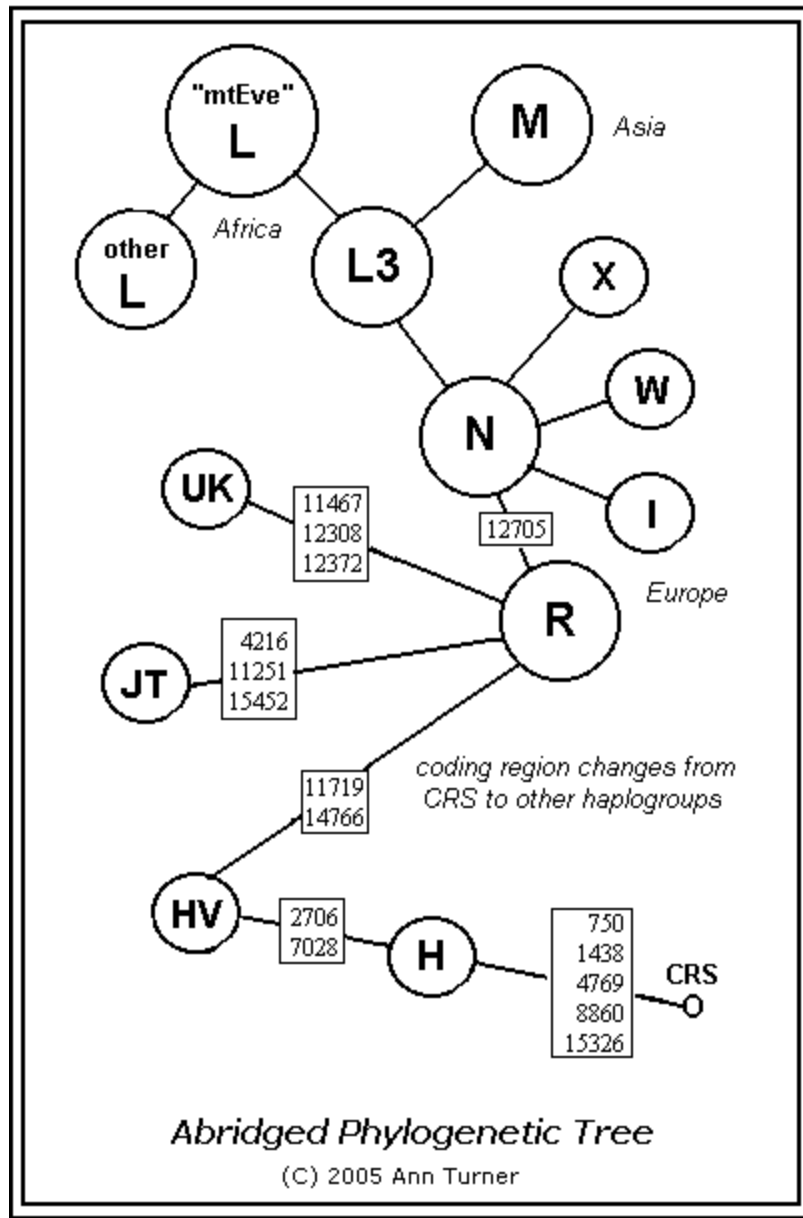 "mtEve"
L
M
Asia
other
L
Africa
L3
X
W
N
UK
11467
12308
12372
12705
I
Europe
R
JT
4216
11251
15452
coding region changes from
CRS to other haplogroups
11719
14766
HV
2706
7028
H
750
1438
4769
8860
15326
CRS
Abridged Phylogenetic Tree
(C) 2005 Ann Turner